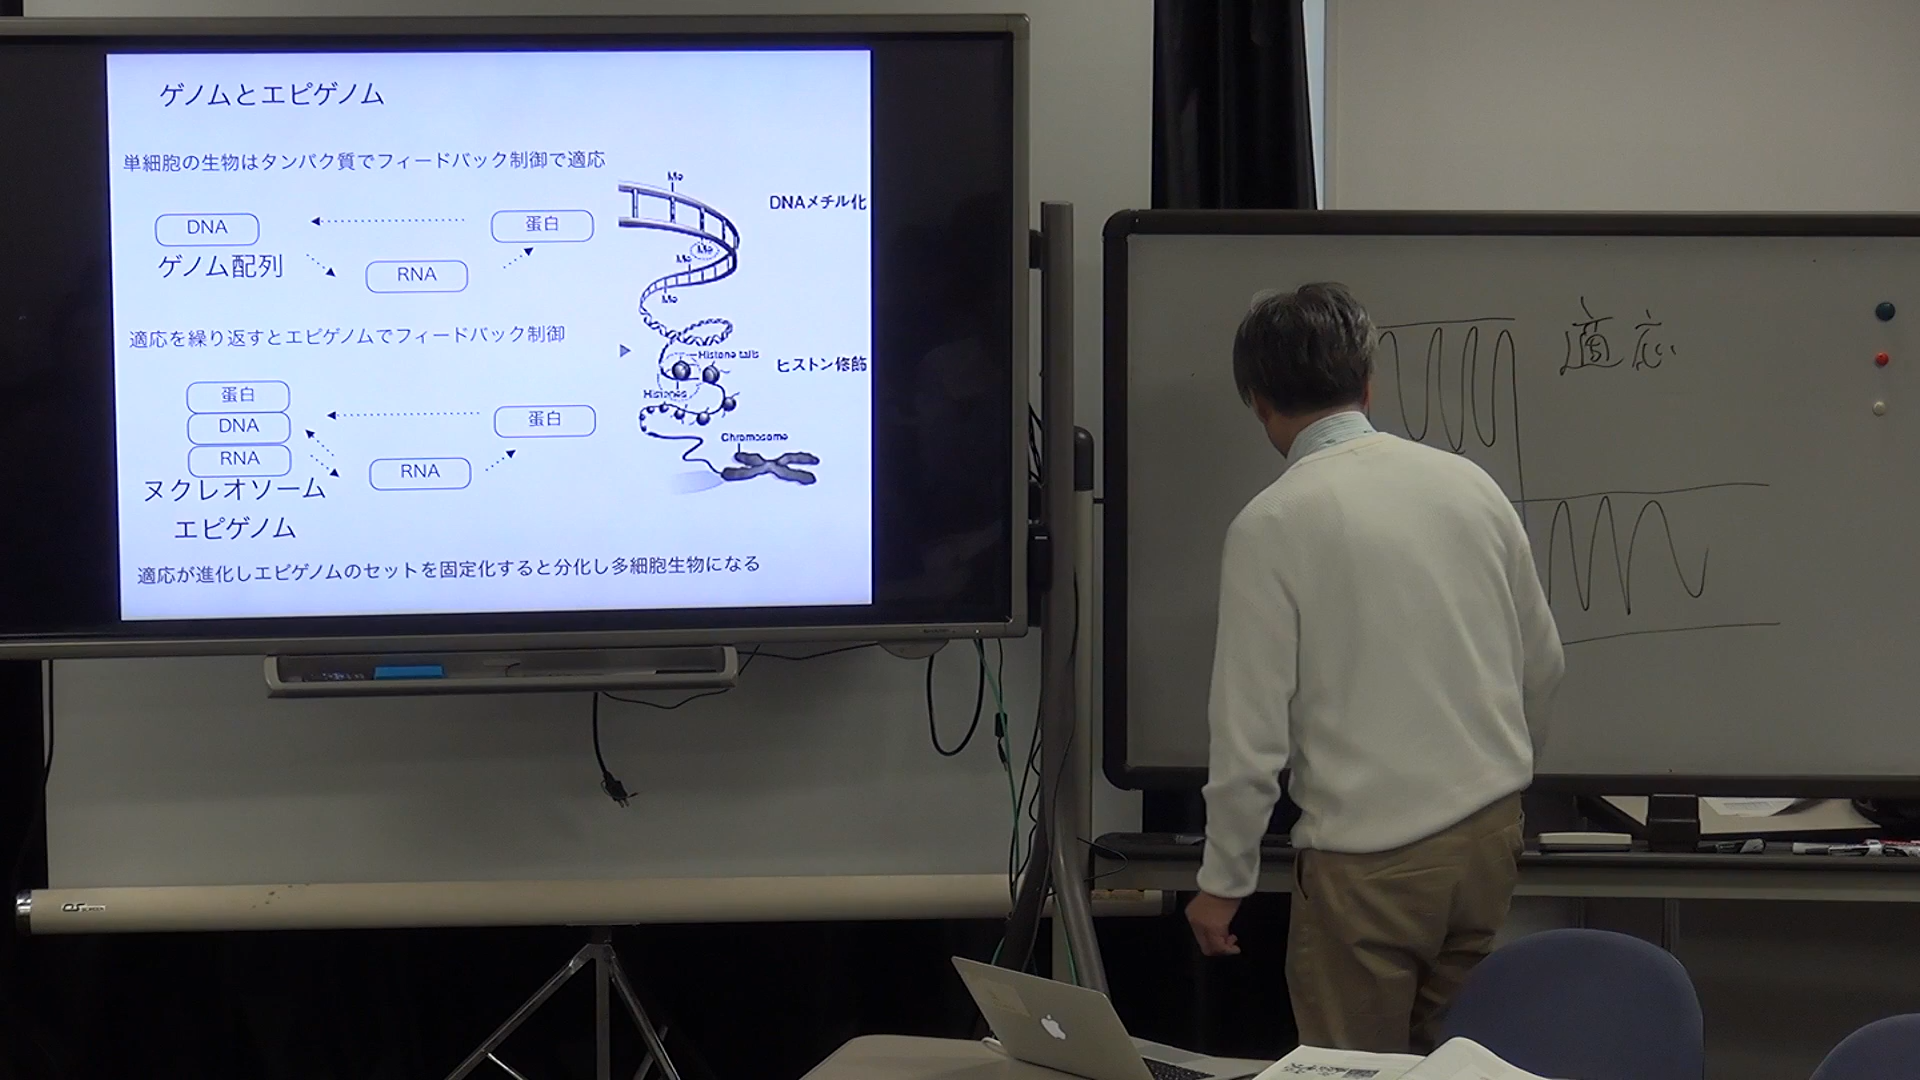 ゲノムとエピゲノム
単細胞の生物はタンパク質でフィードバック制御で適応
Me
DNAメチル化
DNA
蛋白
ゲノム配列
RNA
Me
Me
Me
適応を繰り返すとエピゲノムでフィードバック制御
Histone tails
ヒストン修飾
Histones
蛋白
DNA
蛋白
RNA
RNA
Chromosome
ヌクレオソーム
エピゲノム
適応が進化しエピゲノムのセットを固定化すると分化し多細胞生物になる
適応
OS SCREEN